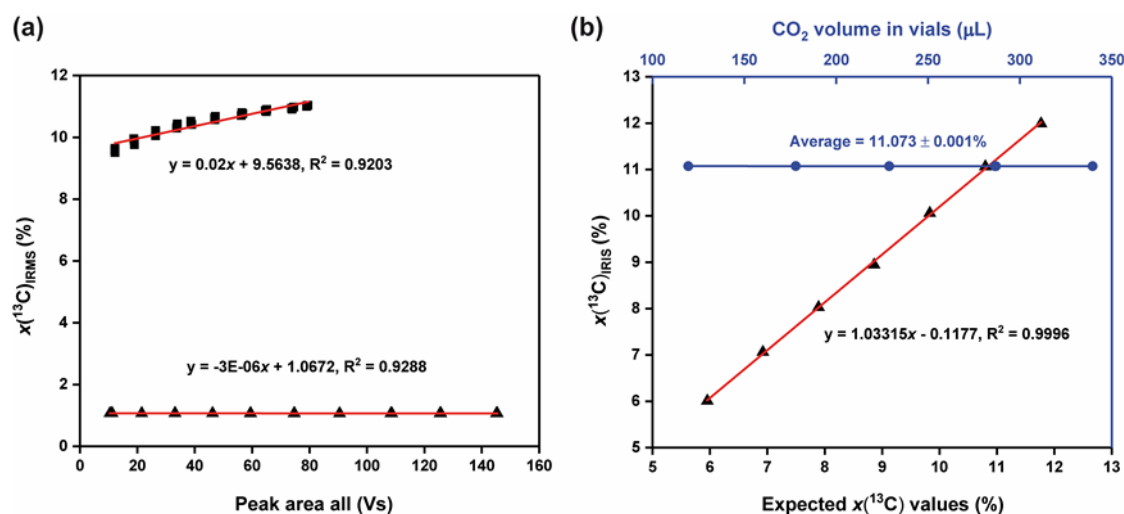 (a)
12
10
8
6
4
2
0
x(¹³C)IRMS (%)
y = 0.02x + 9.5638, R² = 0.9203
y = -3E-06x + 1.0672, R² = 0.9288
0 20 40 60 80 100 120 140 160
Peak area all (Vs)
(b)
CO₂ volume in vials (µL)
100 150 200 250 300 350
13
12
11
10
9
8
7
6
5
x(¹³C)IRIS (%)
Average = 11.073 ± 0.001%
y = 1.03315x - 0.1177, R² = 0.9996
5 6 7 8 9 10 11 12 13
Expected x(¹³C) values (%)